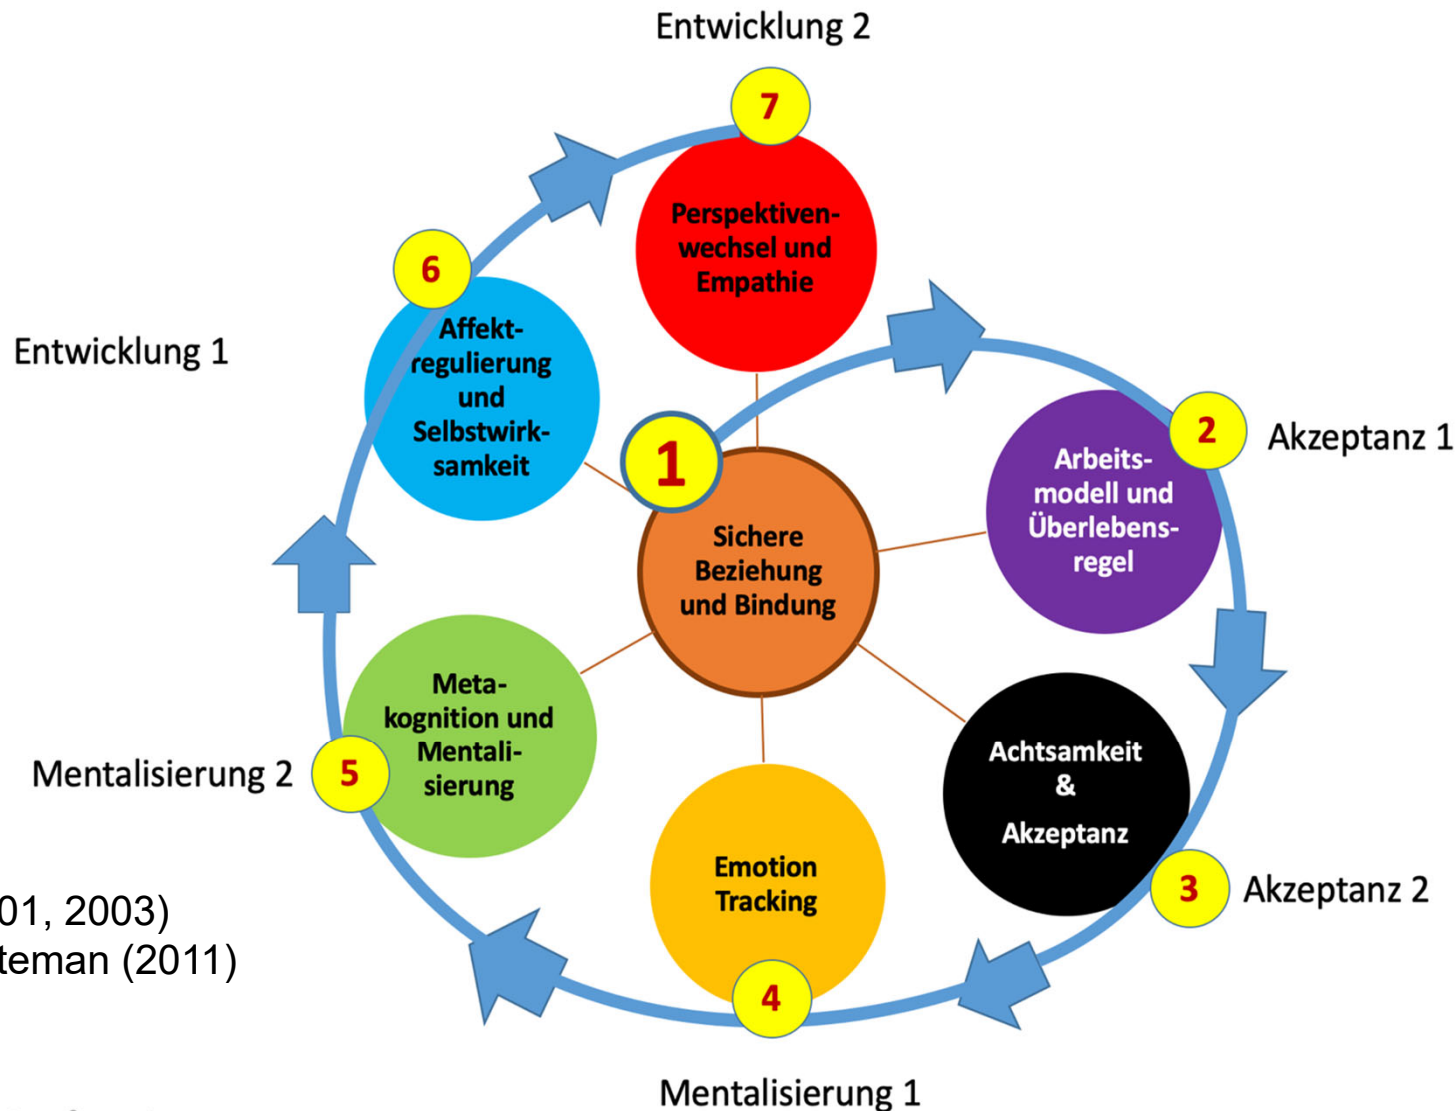 Entwicklung 2
7
Perspektiven-
wechsel und
Empathie
6
Affekt-
regulierung
und
Selbstwirk-
samkeit
Entwicklung 1
1
Sichere
Beziehung
und Bindung
2
Akzeptanz 1
Arbeits-
modell und
Überlebens-
regel
Achtsamkeit
&
Akzeptanz
3
Akzeptanz 2
Emotion
Tracking
4
Mentalisierung 1
Meta-
kognition und
Mentali-
sierung
5
Mentalisierung 2
01, 2003)
teman (2011)